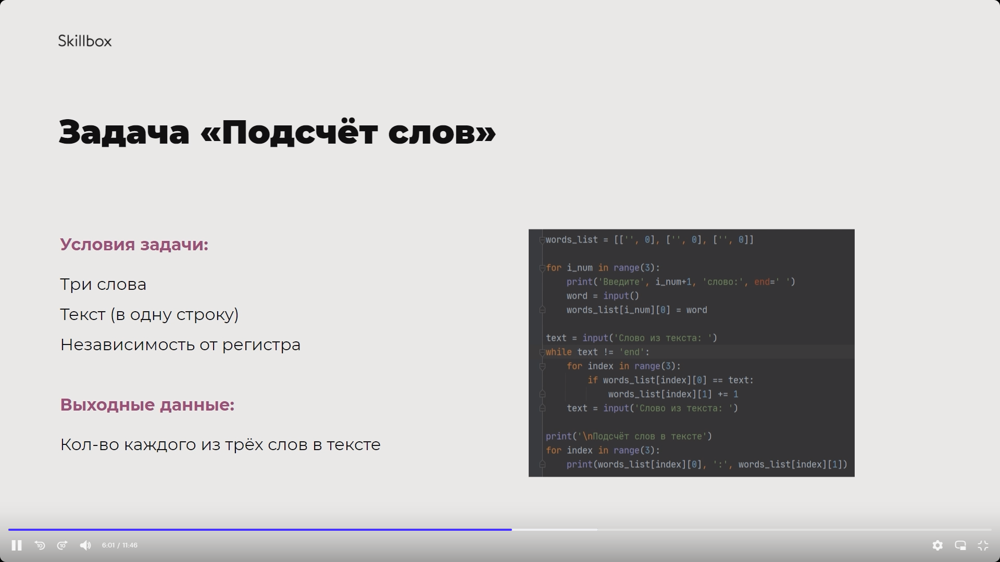 Skillbox
Задача «Подсчёт слов»
Условия задачи:
Три слова
Текст (в одну строку)
Независимость от регистра
Выходные данные:
Кол-во каждого из трёх слов в тексте
words_list = [['', 0], ['', 0], ['', 0]]
for i_num in range(3):
    print('Введите', i_num+1, 'слово:', end=' ')
    word = input()
    words_list[i_num][0] = word
text = input('Слово из текста: ')
while text != 'end':
    for index in range(3):
        if words_list[index][0] == text:
            words_list[index][1] += 1
    text = input('Слово из текста: ')
print('\nПодсчёт слов в тексте')
for index in range(3):
    print(words_list[index][0], ':', words_list[index][1])
10 10 6:01 / 11:46